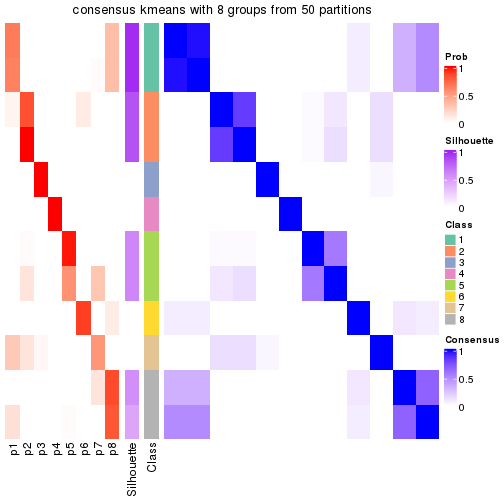 consensus kmeans with 8 groups from 50 partitions
Prob
1
0.5
0
Silhouette
1
0.5
0
Class
1
2
3
4
5
6
7
8
Consensus
1
0.5
0
p1
p2
p3
p4
p5
p6
p7
p8
Silhouette
Class